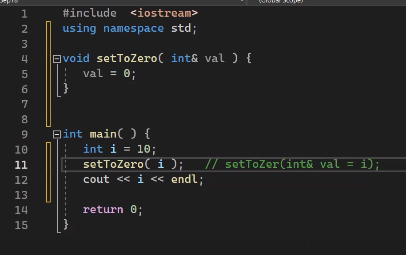 (Global Scope)
1 #include <iostream>
2 using namespace std;
3
4 void setToZero( int& val ) {
5 val = 0;
6 }
7
8
9 int main( ) {
10 int i = 10;
11 setToZero( i ); // setToZer(int& val = i);
12 cout << i << endl;
13
14 return 0;
15 }